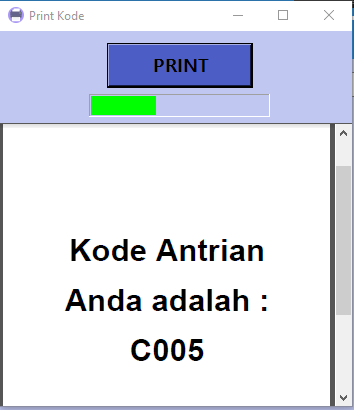 Print Kode
PRINT
Kode Antrian
Anda adalah :
C005